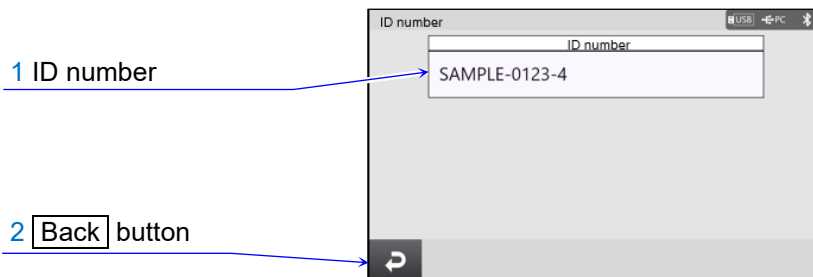 ID number
USB PC
ID number
1 ID number
SAMPLE-0123-4
2 Back button